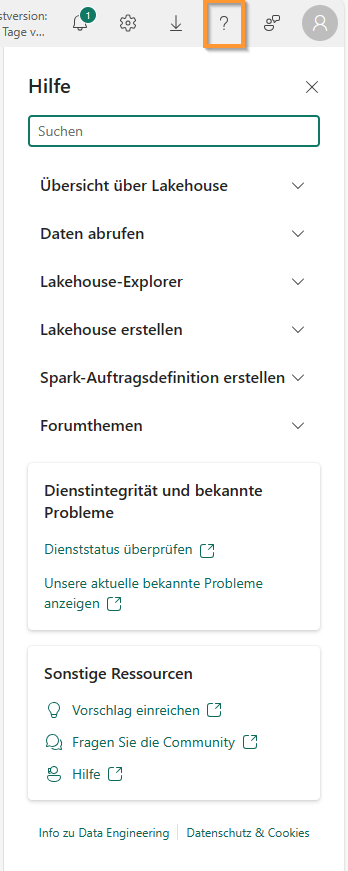 stversion:
Tage v...
1
?
Hilfe
Suchen
Übersicht über Lakehouse
Daten abrufen
Lakehouse-Explorer
Lakehouse erstellen
Spark-Auftragsdefinition erstellen
Forumthemen
Dienstintegrität und bekannte
Probleme
Dienststatus überprüfen
Unsere aktuelle bekannte Probleme
anzeigen
Sonstige Ressourcen
Vorschlag einreichen
Fragen Sie die Community
Hilfe
Info zu Data Engineering Datenschutz & Cookies